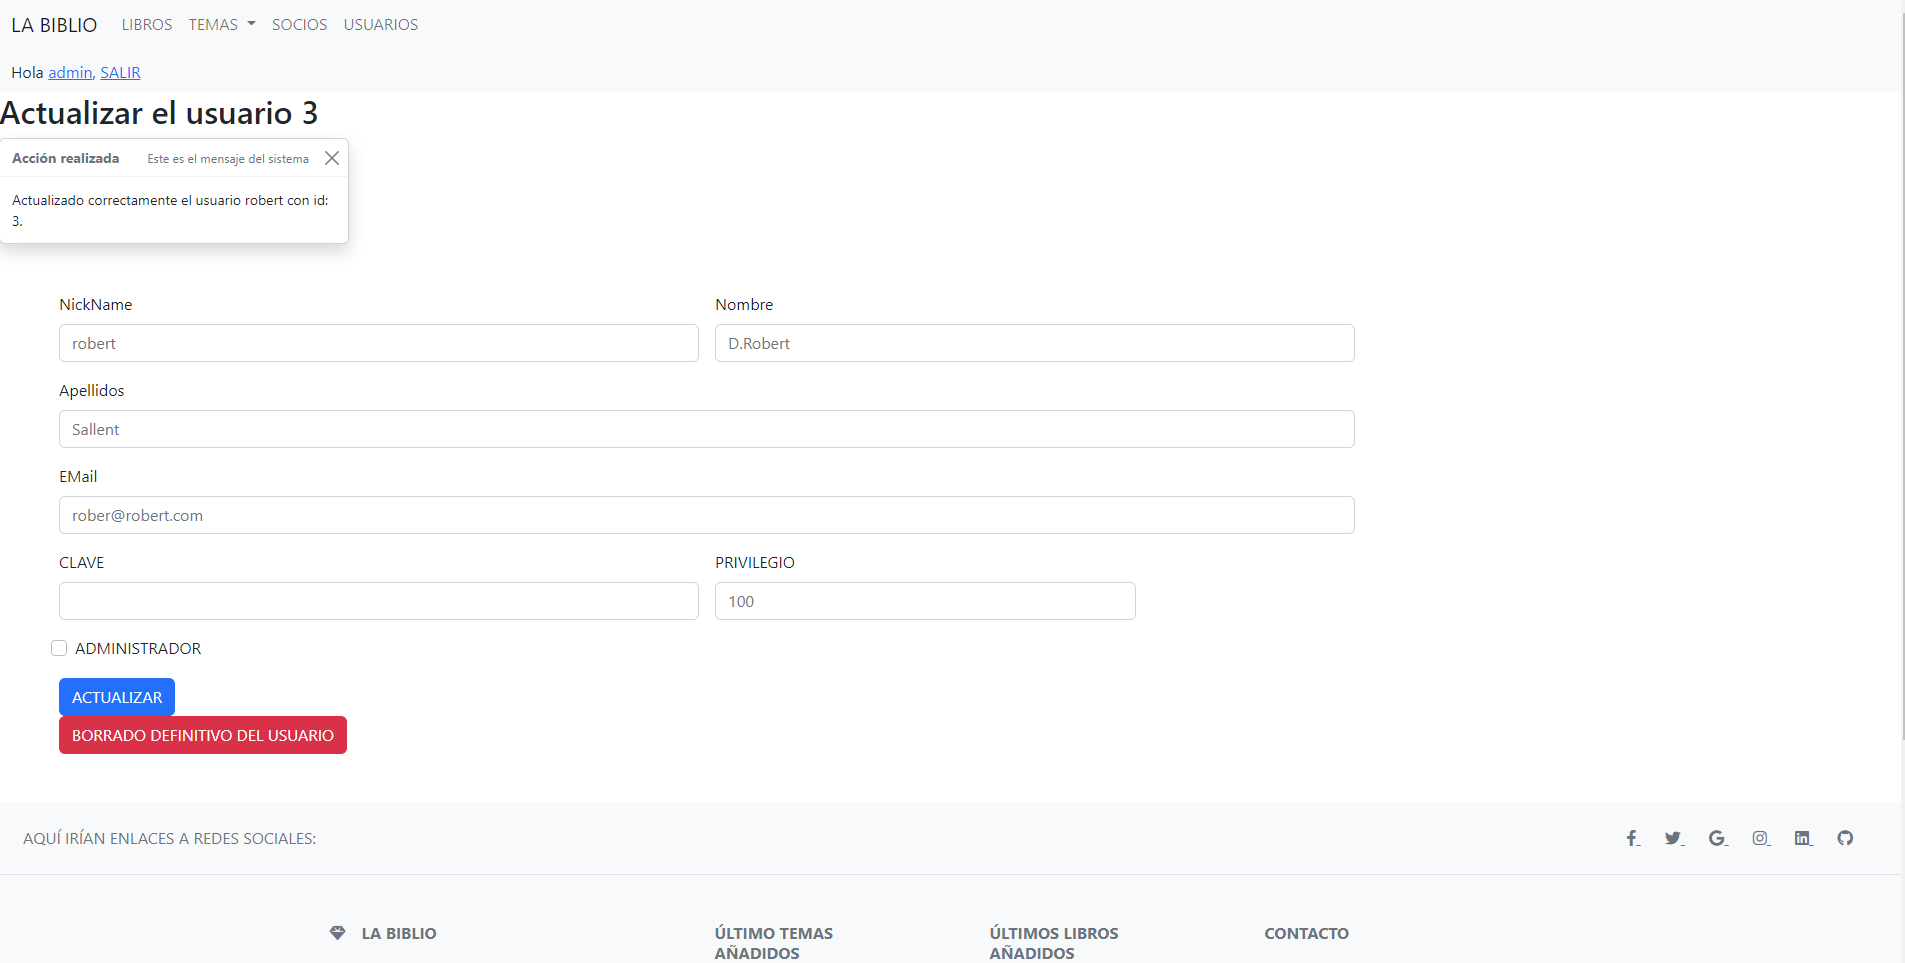 LA BIBLIO LIBROS TEMAS SOCIOS USUARIOS
Hola admin, SALIR
Actualizar el usuario 3
Acción realizada Este es el mensaje del sistema
Actualizado correctamente el usuario robert con id:
3.
NickName Nombre
robert D.Robert
Apellidos
Sallent
EMail
rober@robert.com
CLAVE PRIVILEGIO
100
ADMINISTRADOR
ACTUALIZAR
BORRADO DEFINITIVO DEL USUARIO
AQUÍ IRÍAN ENLACES A REDES SOCIALES:
LA BIBLIO ÚLTIMO TEMAS ÚLTIMOS LIBROS CONTACTO
AÑADIDOS AÑADIDOS